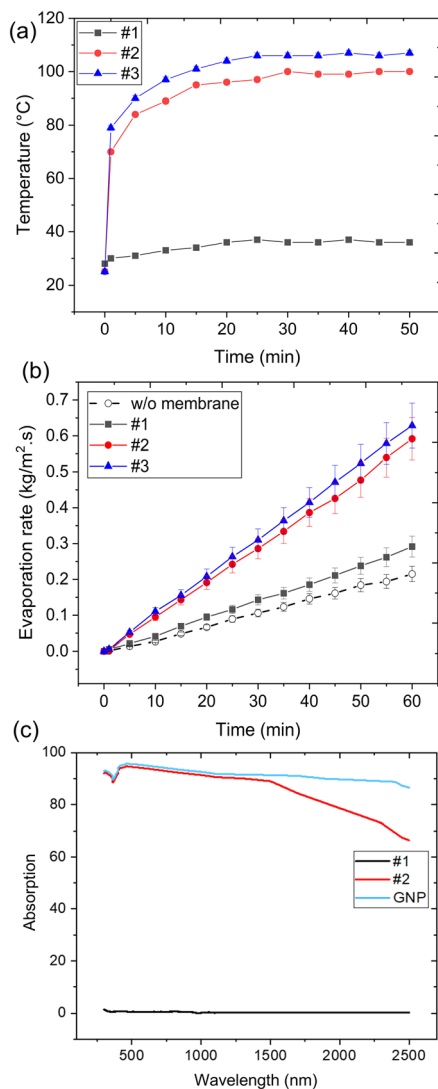 (a)
#1
#2
#3
120
100
80
60
40
20
Temperature (°C)
0 10 20 30 40 50
Time (min)
(b)
w/o membrane
#1
#2
#3
0.7
0.6
0.5
0.4
0.3
0.2
0.1
0.0
Evaporation rate (kg/m².s)
0 10 20 30 40 50 60
Time (min)
(c)
100
80
60
40
20
0
Absorption
#1
#2
GNP
500 1000 1500 2000 2500
Wavelength (nm)